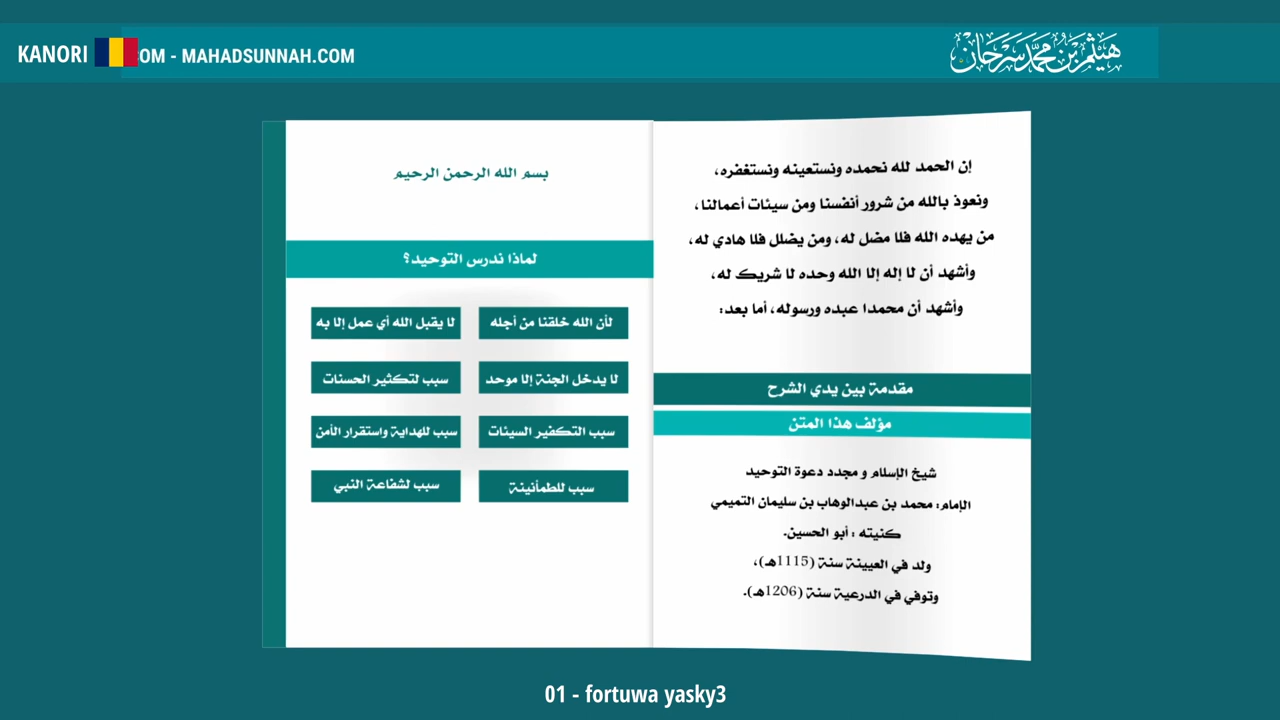 KANORI
OM - MAHADSUNNAH.COM
هيثم بن محمد سرحان
إن الحمد لله نحمده ونستعينه ونستغفره،
ونعوذ بالله من شرور أنفسنا ومن سيئات أعمالنا،
من يهده الله فلا مضل له، ومن يضلل فلا هادي له،
وأشهد أن لا إله إلا الله وحده لا شريك له،
وأشهد أن محمدا عبده ورسوله، أما بعد:
مقدمة بين يدي الشرح
مؤلف هذا المتن
شيخ الإسلام و مجدد دعوة التوحيد
الإمام: محمد بن عبدالوهاب بن سليمان التميمي
كنيته : أبو الحسين.
ولد في العيينة سنة (1115هـ)،
وتوفي في الدرعية سنة (1206هـ).
بسم الله الرحمن الرحيم
لماذا ندرس التوحيد؟
لأن الله خلقنا من أجله
لا يقبل الله أي عمل إلا به
لا يدخل الجنة إلا موحد
سبب لتكثير الحسنات
سبب التكفير السيئات
سبب للهداية واستقرار الأمن
سبب للطمأنينة
سبب لشفاعة النبي
01 - fortuwa yasky3